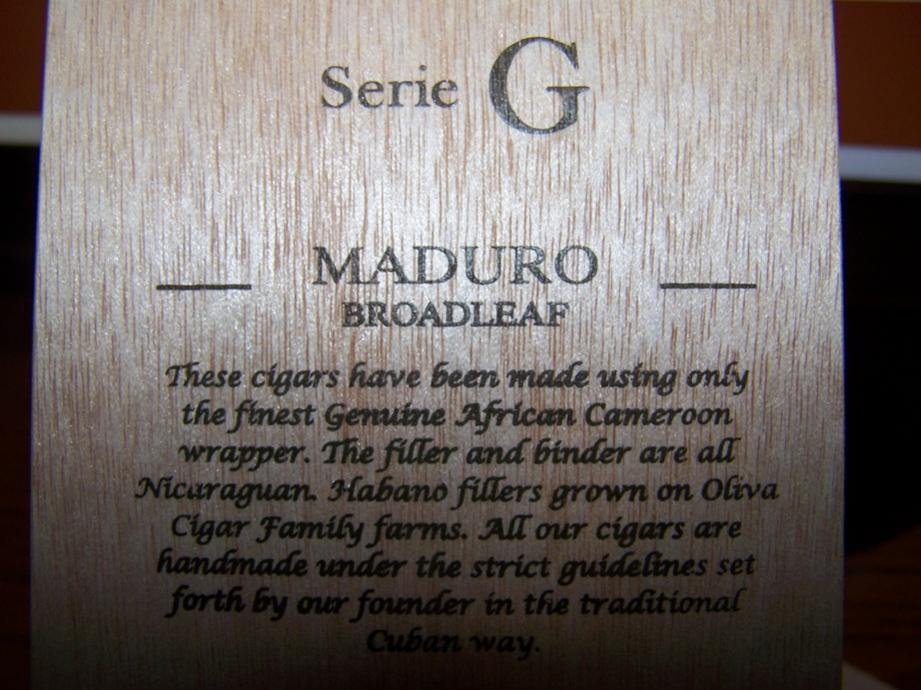 Serie G
MADURO
BROADLEAF
These cigars have been made using only
the finest Genuine African Cameroon
wrapper. The filler and binder are all
Nicaraguan. Habano fillers grown on Oliva
Cigar Family farms. All our cigars are
handmade under the strict guidelines set
forth by our founder in the traditional
Cuban way.